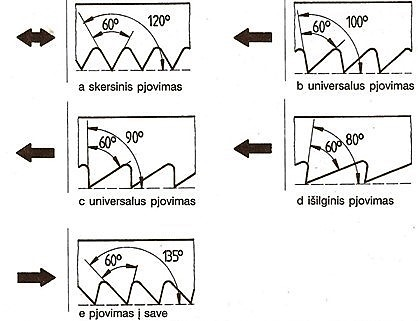 60° 120°
a skersinis pjovimas
60° 100°
b universalus pjovimas
60° 90°
c universalus pjovimas
60° 80°
d išilginis pjovimas
60° 135°
e pjovimas į save